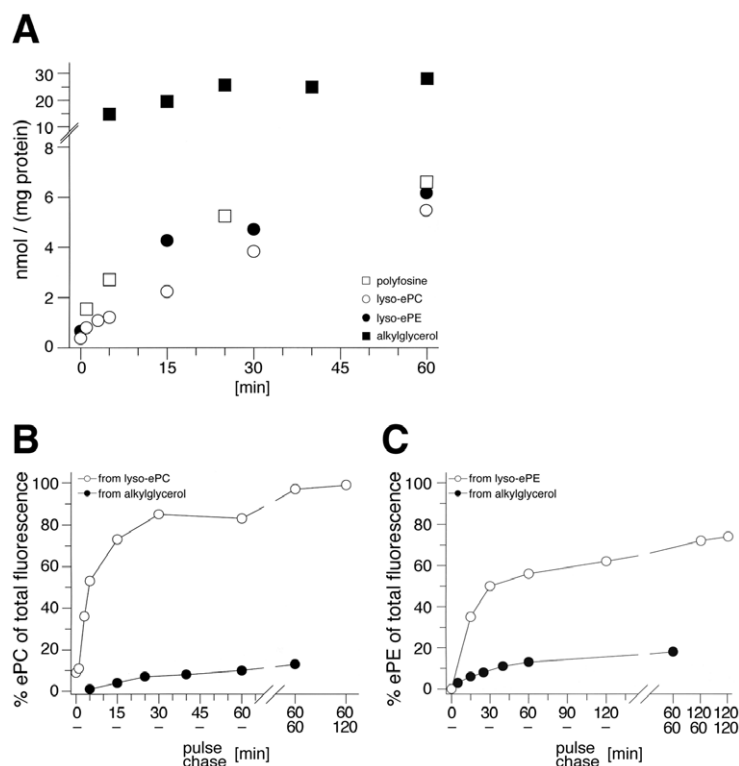 A
nmol / (mg protein)
30
20
10
8
6
4
2
0
polyfosine
lyso-ePC
lyso-ePE
alkylglycerol
0 15 30 45 60
[min]
B
% ePC of total fluorescence
from lyso-ePC
from alkylglycerol
100
80
60
40
20
0
0 15 30 45 60 60 60
– – – – – 60 120
pulse
chase [min]
C
% ePE of total fluorescence
from lyso-ePE
from alkylglycerol
100
80
60
40
20
0
0 30 60 90 120 60 120 120
– – – – – 60 60 120
pulse
chase [min]